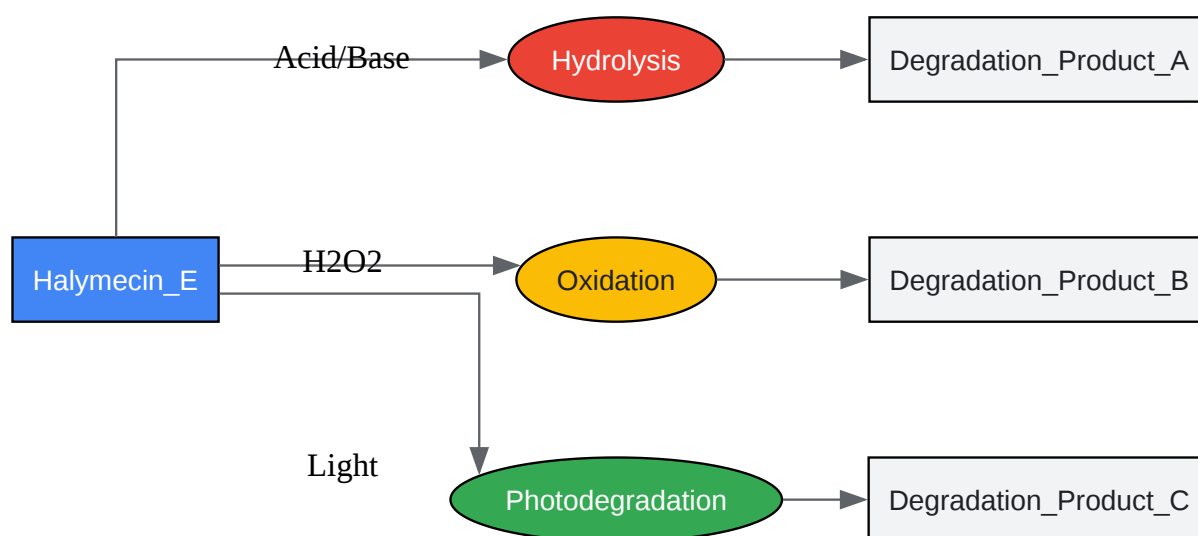 Acid/Base
Hydrolysis
Degradation_Product_A
Halymecin_E
H2O2
Oxidation
Degradation_Product_B
Light
Photodegradation
Degradation_Product_C